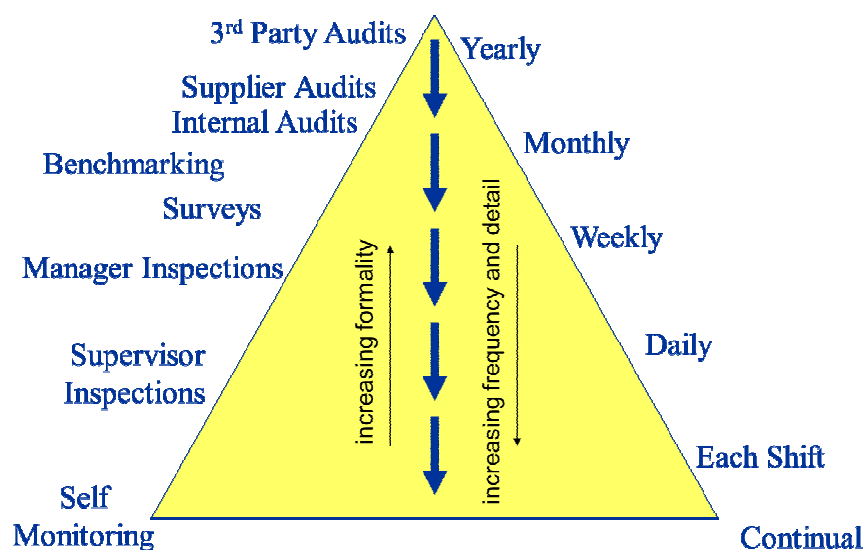 3rd Party Audits
Yearly
Supplier Audits
Internal Audits
Monthly
Benchmarking
Surveys
Weekly
Manager Inspections
increasing formality
increasing frequency and detail
Daily
Supervisor
Inspections
Each Shift
Self
Monitoring
Continual